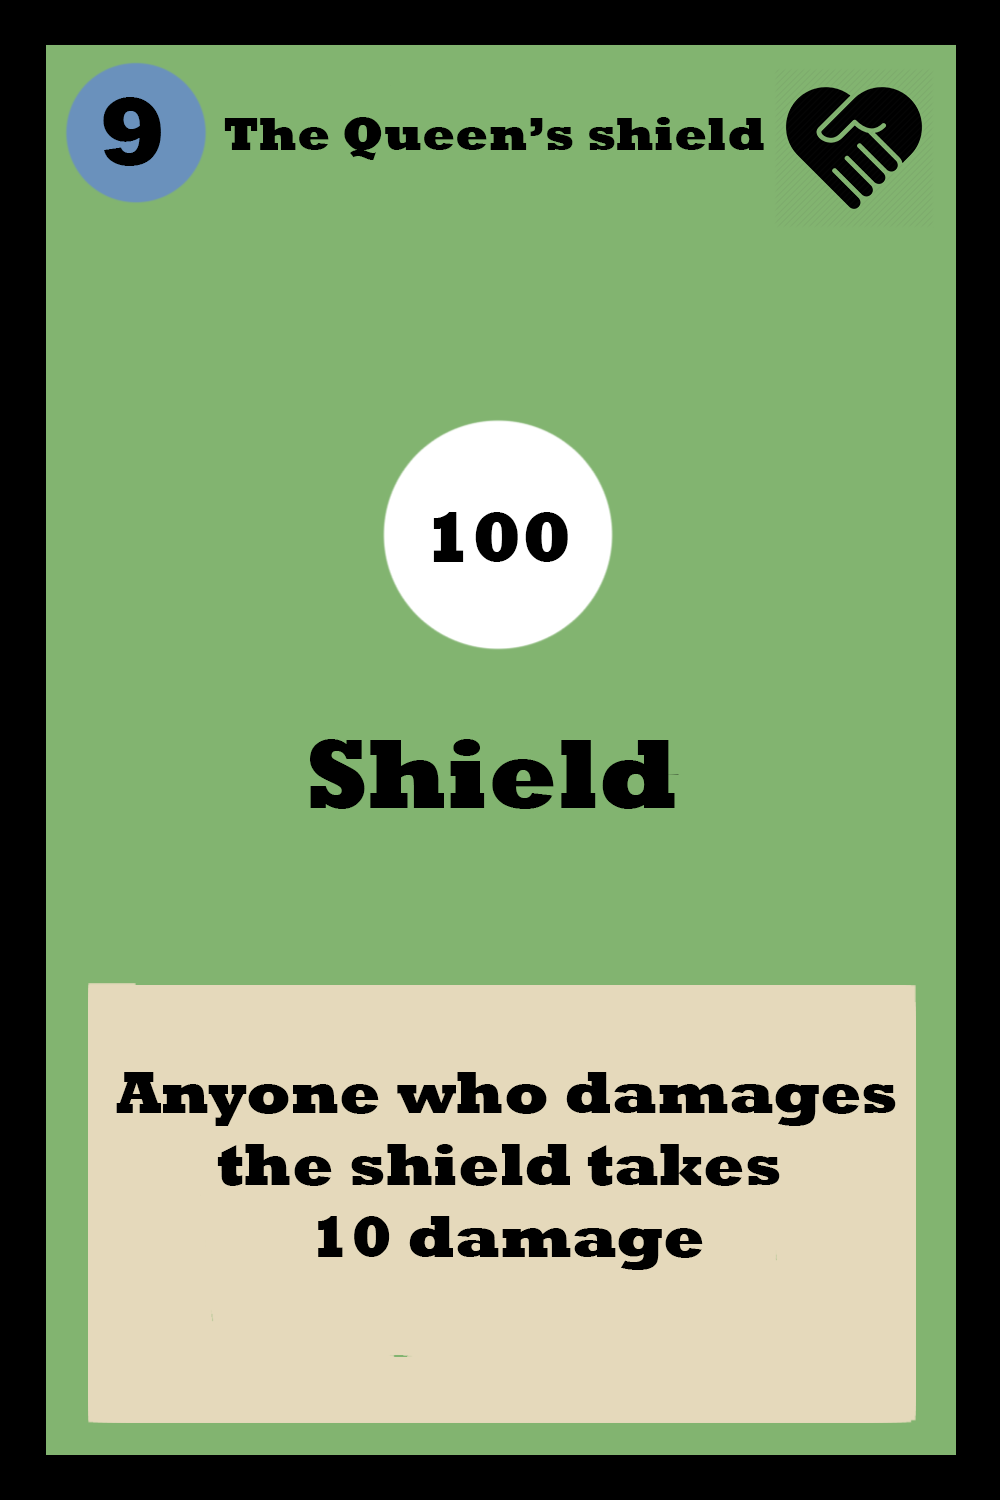 9
The Queen’s shield
100
Shield
Anyone who damages
the shield takes
10 damage